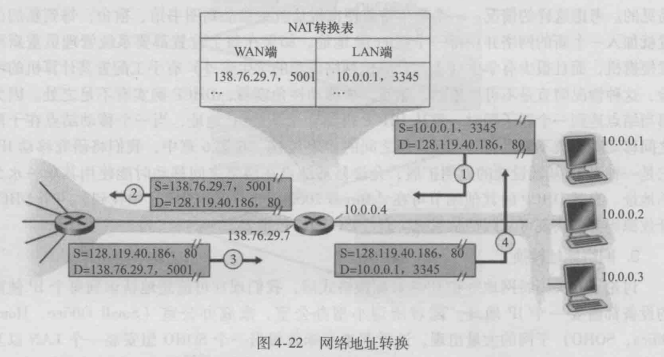 NAT转换表
WAN端 LAN端
138.76.29.7, 5001 10.0.0.1, 3345
… …
S=10.0.0.1, 3345
D=128.119.40.186, 80
10.0.0.1
①
②
S=138.76.29.7, 5001
D=128.119.40.186, 80
10.0.0.4
④
10.0.0.2
138.76.29.7
S=128.119.40.186, 80
D=138.76.29.7, 5001
③
S=128.119.40.186, 80
D=10.0.0.1, 3345
10.0.0.3
图4-22 网络地址转换